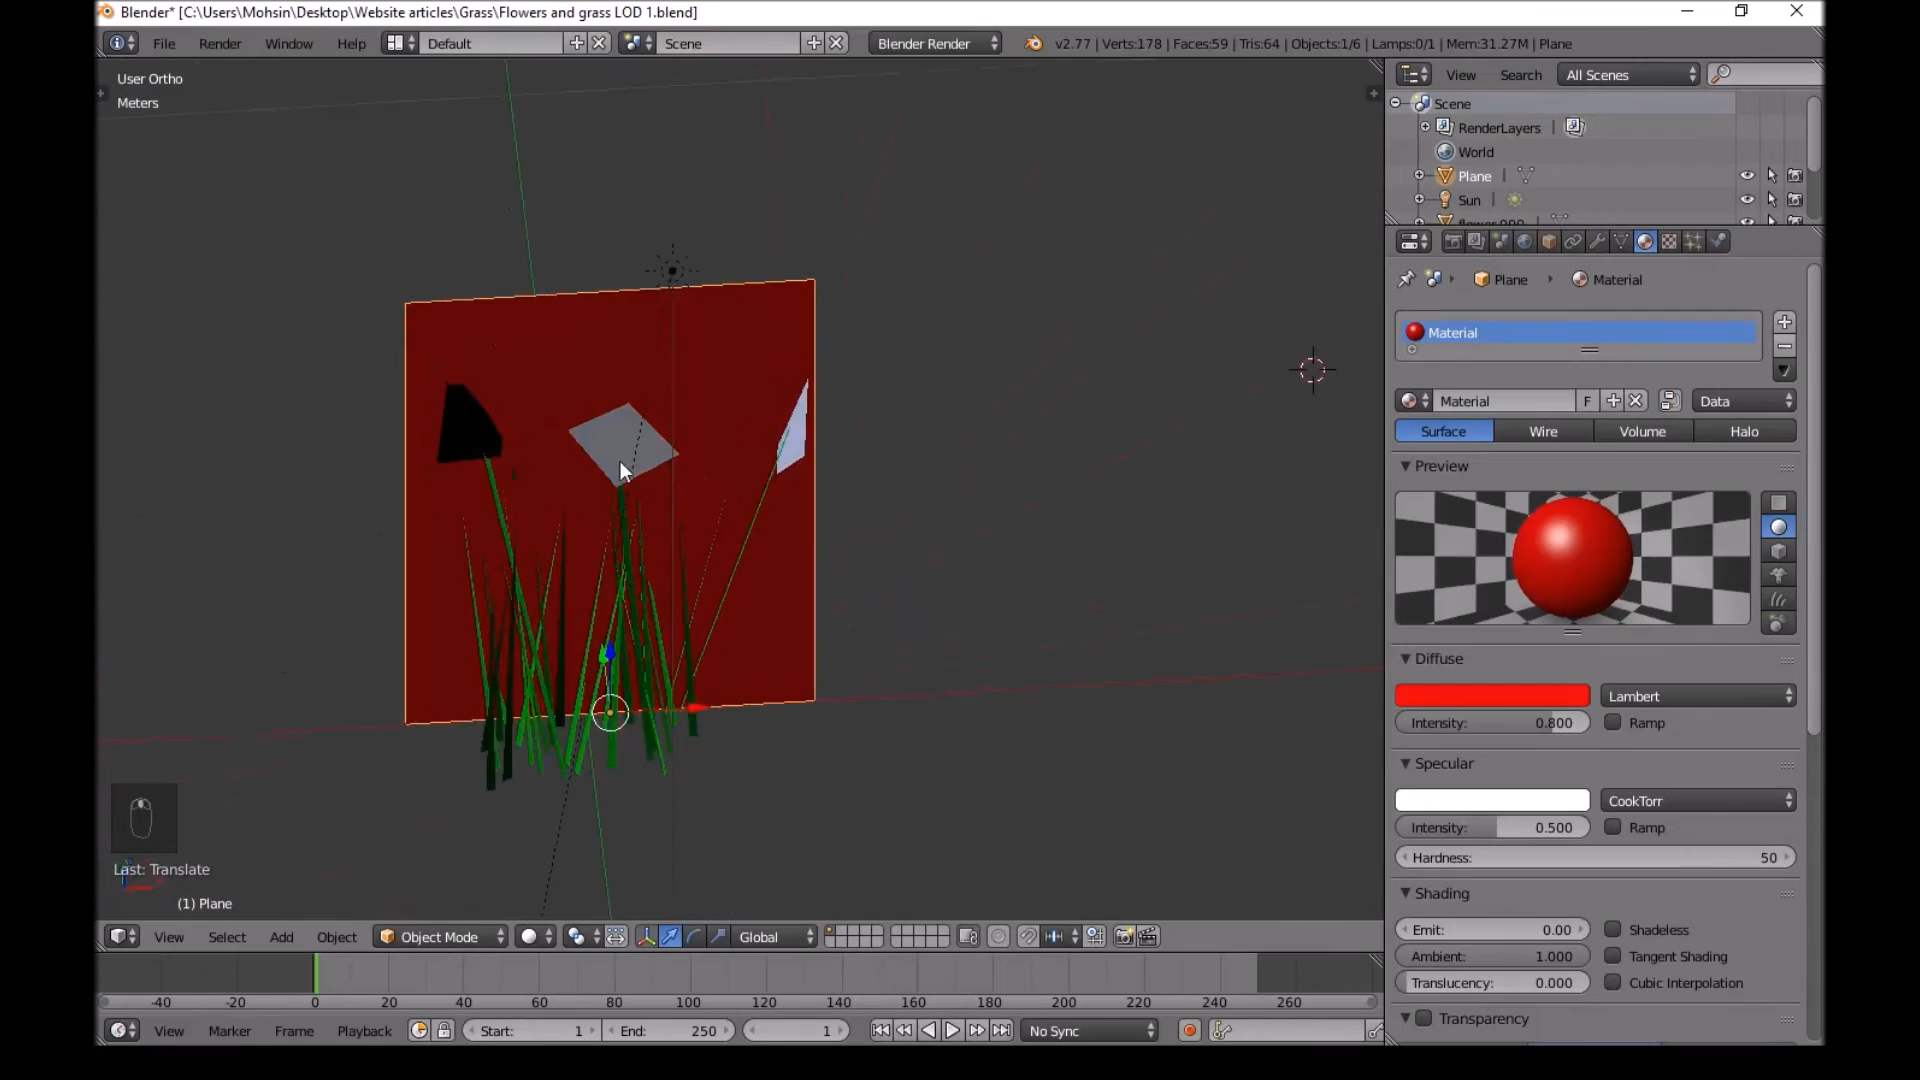 Blender* [C:\Users\Mohsin\Desktop\Website articles\Grass\Flowers and grass LOD 1.blend]
File Render Window Help Default Scene Blender Render v2.77 | Verts:178 | Faces:59 | Tris:64 | Objects:1/6 | Lamps:0/1 | Mem:31.27M | Plane
User Ortho
Meters
View Search All Scenes
Scene
RenderLayers
World
Plane
Sun
flower.000
Plane Material
Material
Material F Data
Surface Wire Volume Halo
Preview
Diffuse
Lambert
Intensity: 0.800 Ramp
Specular
CookTorr
Intensity: 0.500 Ramp
Hardness: 50
Shading
Emit: 0.00 Shadeless
Ambient: 1.000 Tangent Shading
Translucency: 0.000 Cubic Interpolation
Transparency
Last: Translate
(1) Plane
View Select Add Object Object Mode Global
-40 -20 0 20 40 60 80 100 120 140 160 180 200 220 240 260
View Marker Frame Playback Start: 1 End: 250 1 No Sync